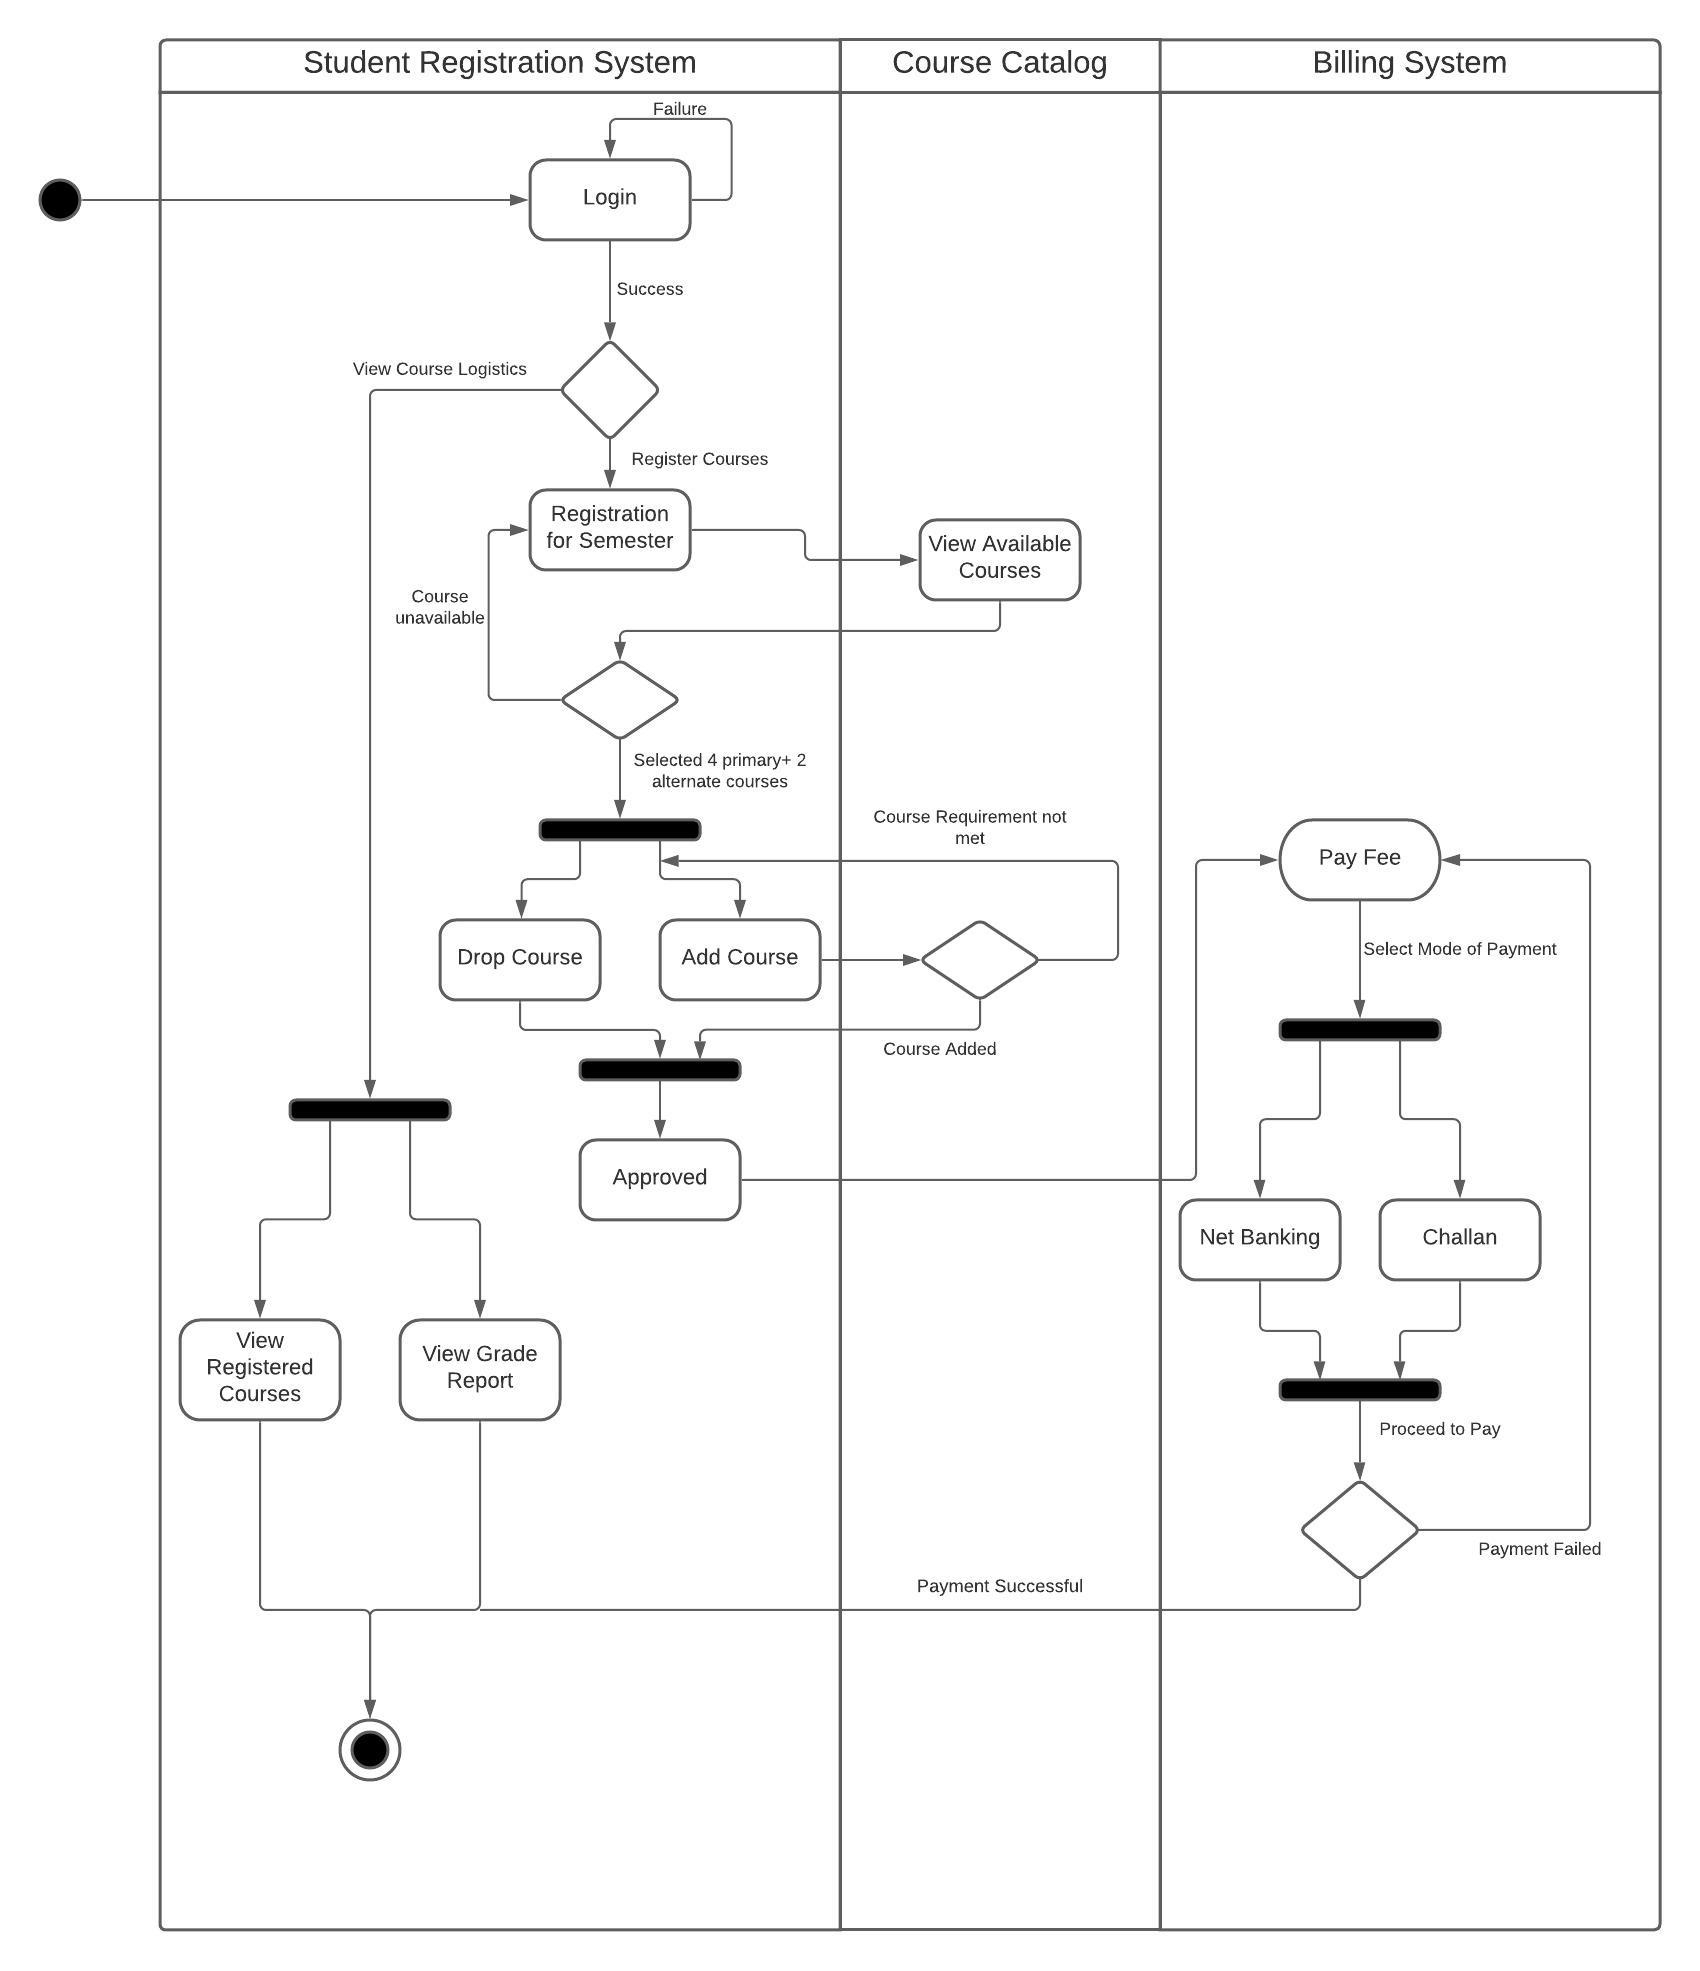 Student Registration System
Course Catalog
Billing System
Failure
Login
Success
View Course Logistics
Register Courses
Registration
for Semester
View Available
Courses
Course
unavailable
Selected 4 primary+ 2
alternate courses
Course Requirement not
met
Pay Fee
Select Mode of Payment
Drop Course
Add Course
Course Added
Approved
Net Banking
Challan
View
Registered
Courses
View Grade
Report
Proceed to Pay
Payment Failed
Payment Successful